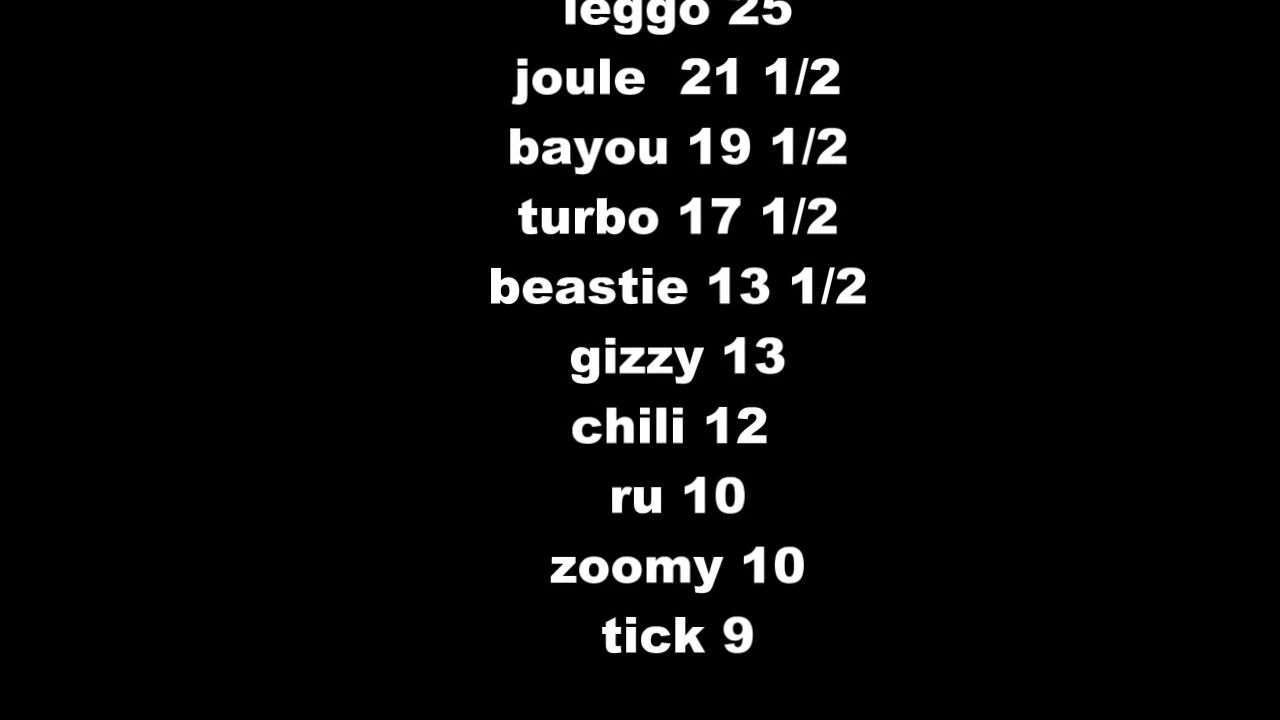 leggo 25
joule  21 1/2
bayou 19 1/2
turbo 17 1/2
beastie 13 1/2
gizzy 13
chili 12
ru 10
zoomy 10
tick 9